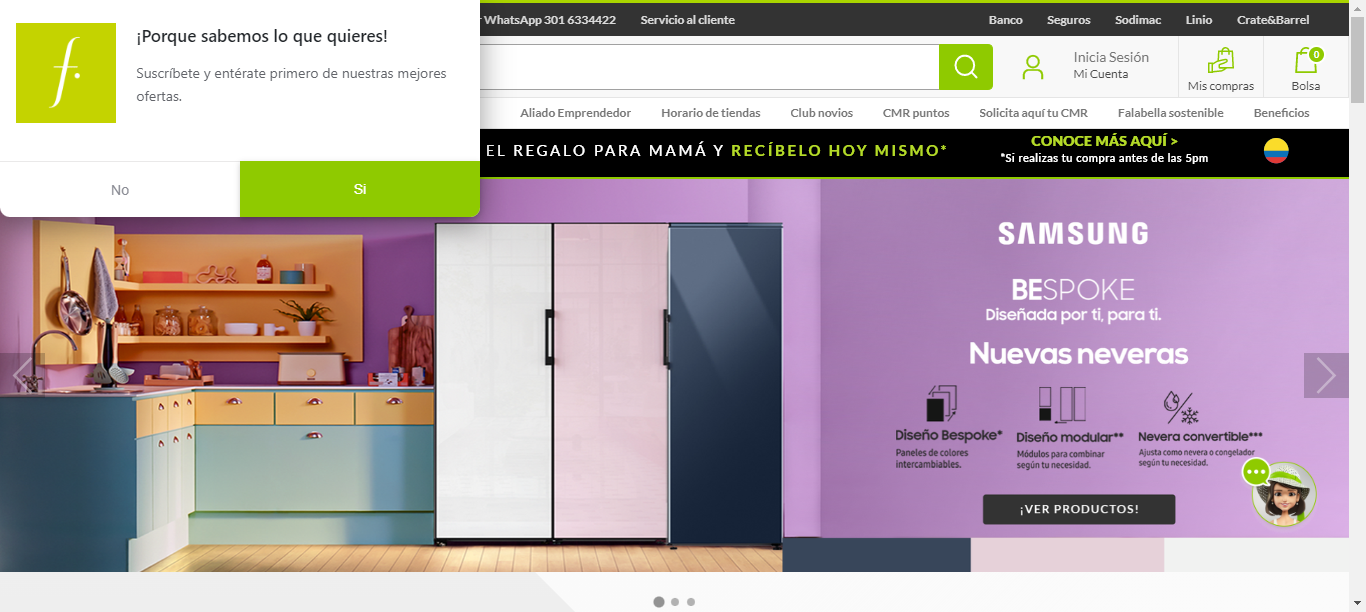 ¡Porque sabemos lo que quieres!
Suscríbete y entérate primero de nuestras mejores
ofertas.
No
Si
WhatsApp 301 6334422
Servicio al cliente
Banco
Seguros
Sodimac
Linio
Crate&Barrel
Inicia Sesión
Mi Cuenta
Mis compras
0
Bolsa
Aliado Emprendedor
Horario de tiendas
Club novios
CMR puntos
Solicita aquí tu CMR
Falabella sostenible
Beneficios
EL REGALO PARA MAMÁ Y RECÍBELO HOY MISMO*
CONOCE MÁS AQUÍ >
*Si realizas tu compra antes de las 5pm
SAMSUNG
BESPOKE
Diseñada por ti, para ti.
Nuevas neveras
Diseño Bespoke*
Paneles de colores
intercambiables.
Diseño modular**
Módulos para combinar
según tu necesidad.
Nevera convertible***
Ajusta como nevera o congelador
según tu necesidad.
¡VER PRODUCTOS!